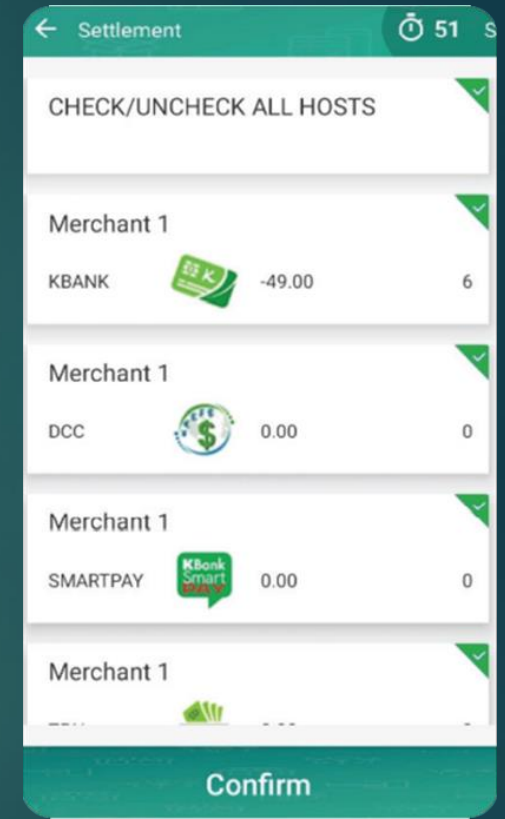 Settlement
51 S
CHECK/UNCHECK ALL HOSTS
Merchant 1
KBANK K -49.00 6
Merchant 1
DCC $ 0.00 0
Merchant 1
SMARTPAY KBank Smart PAY 0.00 0
Merchant 1
Confirm